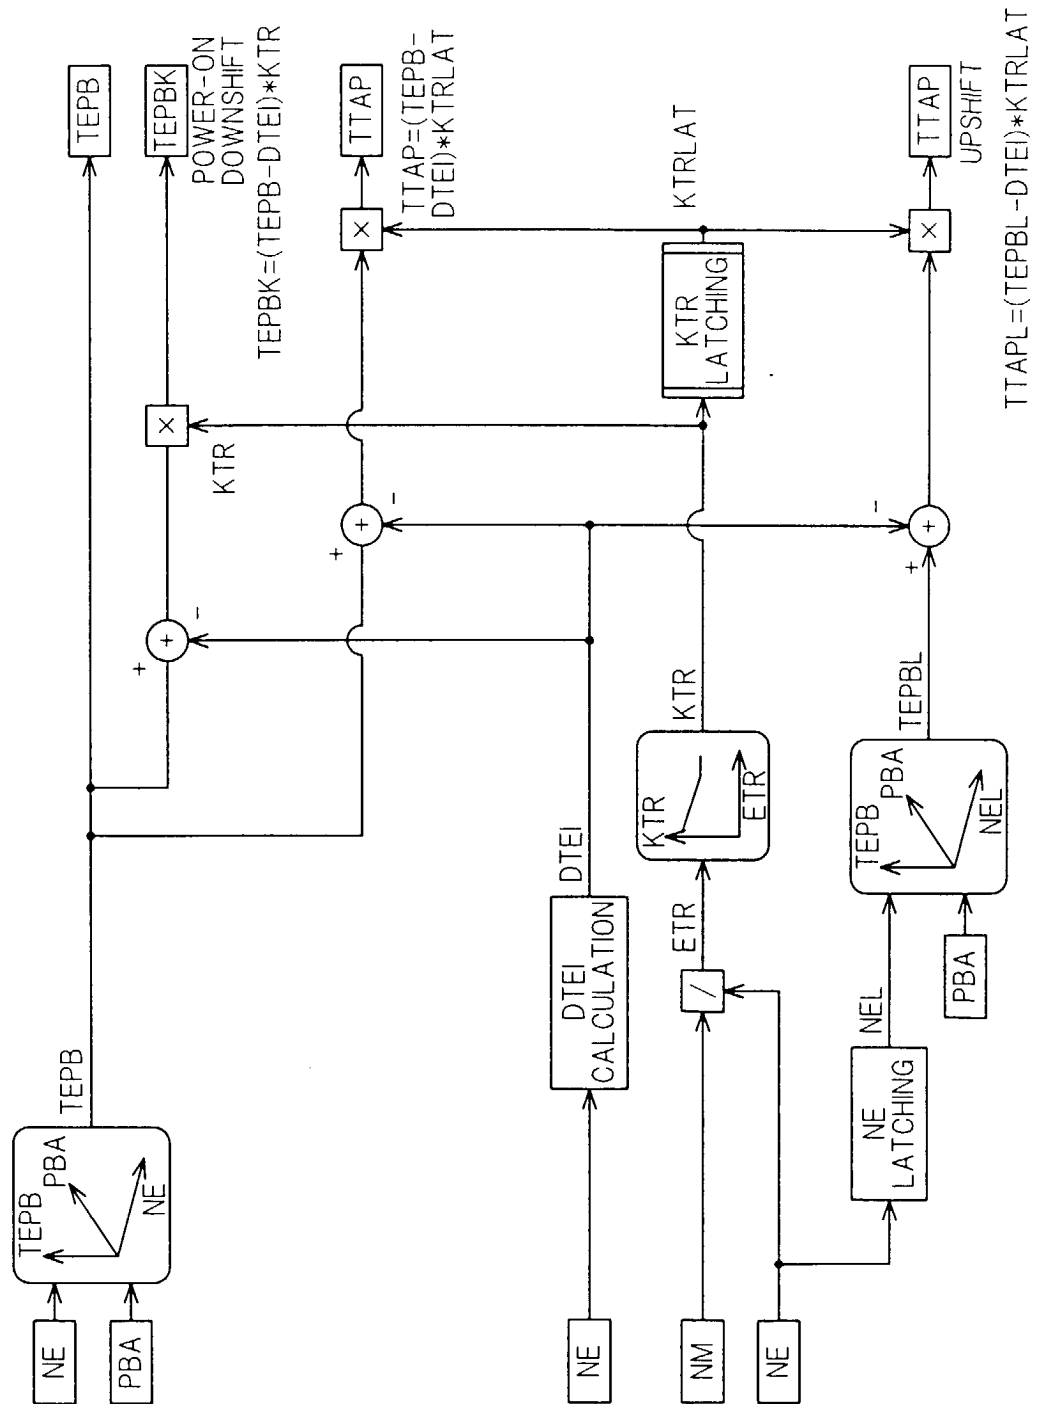 TEPB
TEPBK
POWER-ON
DOWNSHIFT
TEPBK=(TEPB-DTEI)*KTR
TTAP
TTAP=(TEPB-
DTEI)*KTRLAT
KTRLAT
TTAP
UPSHIFT
TTAPL=(TEPBL-DTEI)*KTRLAT
×
×
×
×
KTR
LATCHING
KTR
+
-
+
+
-
+
+
-
+
TEPB
DTEI
KTR
TEPBL
KTR
ETR
TEPB
PBA
NEL
DTEI
CALCULATION
ETR
/
NEL
PBA
NE
LATCHING
TEPB
PBA
NE
NE
PBA
NE
NM
NE